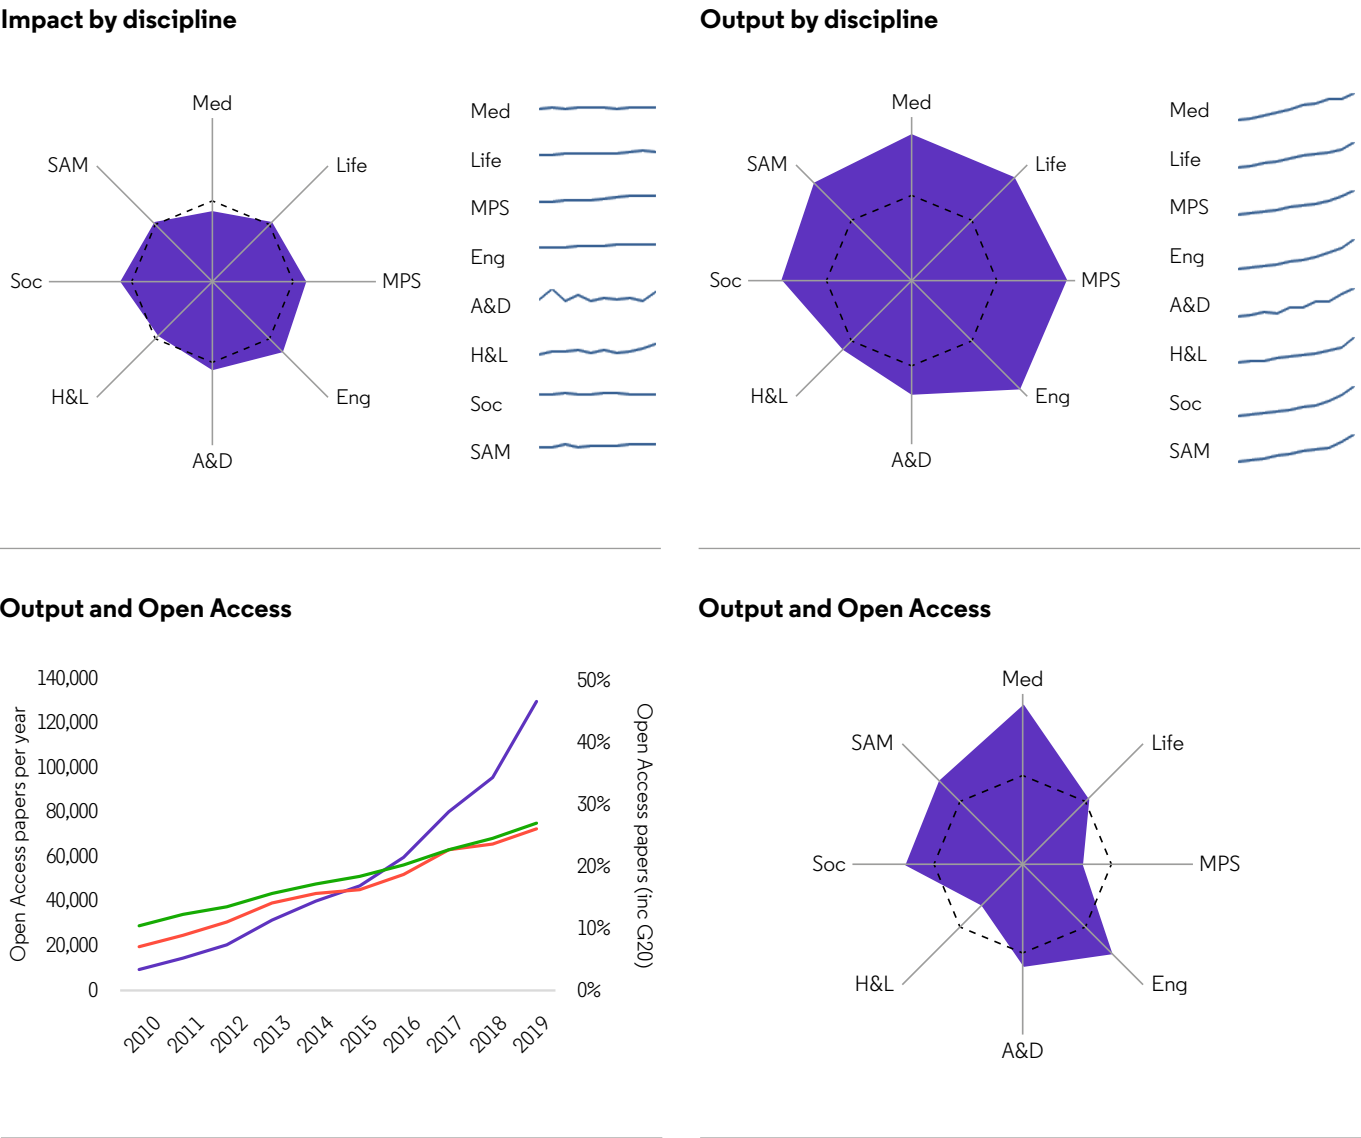 Impact by discipline
Med
SAM
Life
Soc
MPS
H&L
Eng
A&D
Med
Life
MPS
Eng
A&D
H&L
Soc
SAM
Output by discipline
Med
SAM
Life
Soc
MPS
H&L
Eng
A&D
Med
Life
MPS
Eng
A&D
H&L
Soc
SAM
Output and Open Access
Open Access papers per year
140,000
120,000
100,000
80,000
60,000
40,000
20,000
0
50%
40%
30%
20%
10%
0%
Open Access papers (inc G20)
2010
2011
2012
2013
2014
2015
2016
2017
2018
2019
Output and Open Access
Med
SAM
Life
Soc
MPS
H&L
Eng
A&D